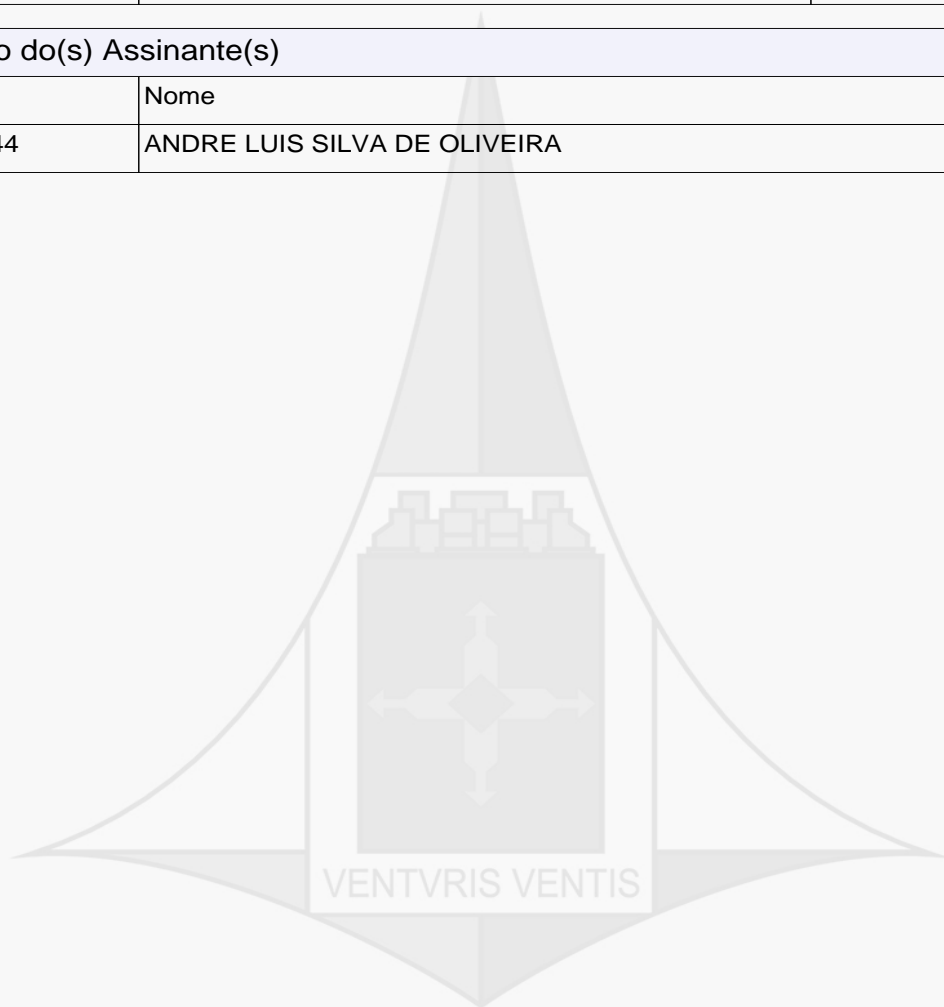 o do(s) Assinante(s)
Nome
44 ANDRE LUIS SILVA DE OLIVEIRA
VENTVRIS VENTIS